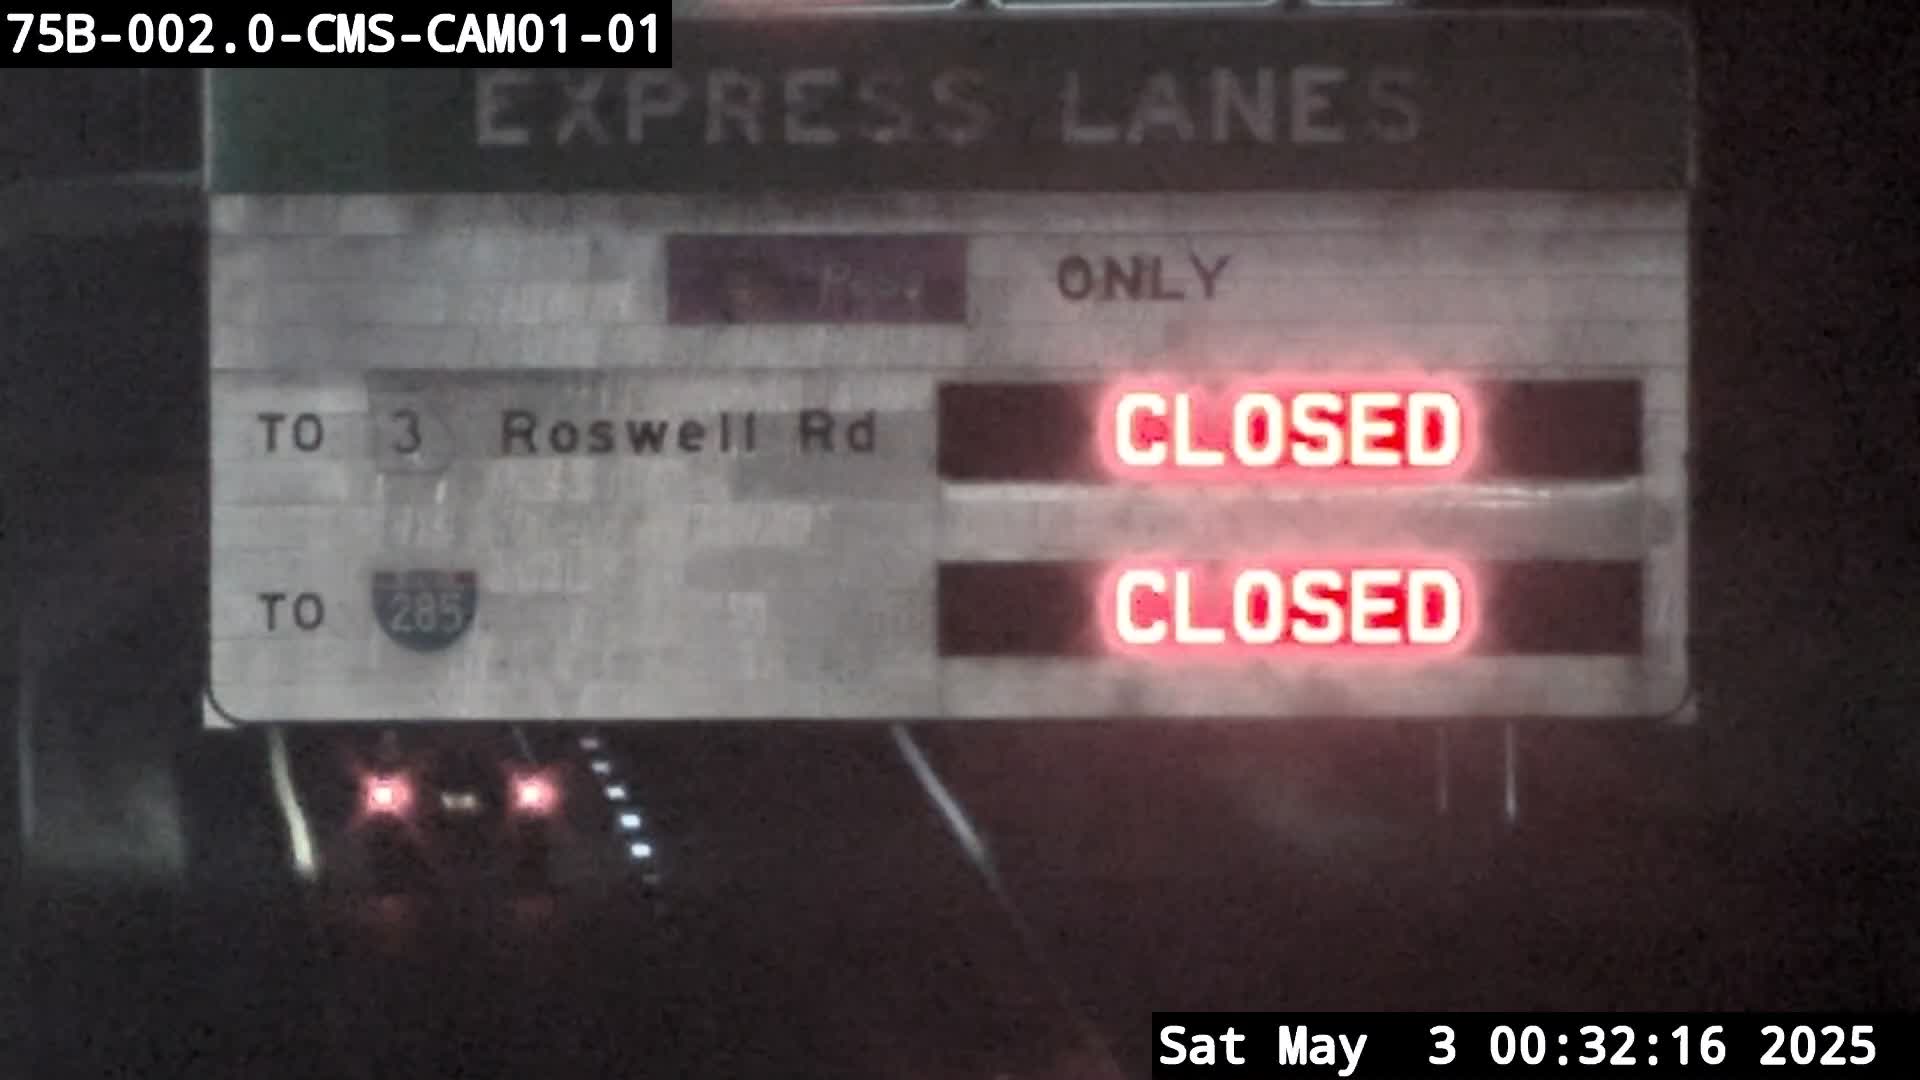 75B-002.0-CMS-CAM01-01
EXPRESS LANES
Peach ONLY
TO 3 Roswell Rd CLOSED
TO 285 CLOSED
Sat May 3 00:32:16 2025